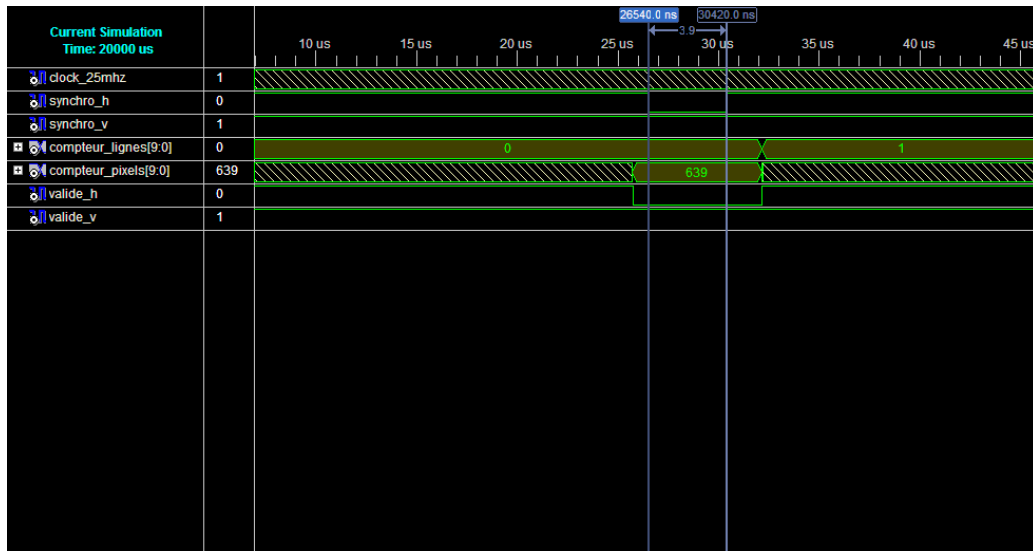 26540.0 ns 30420.0 ns
Current Simulation
Time: 20000 us
3.9
10 us 15 us 20 us 25 us 30 us 35 us 40 us 45 us
clock_25mhz 1
synchro_h 0
synchro_v 1
compteur_lignes[9:0] 0 0 1
compteur_pixels[9:0] 639 639
valide_h 0
valide_v 1